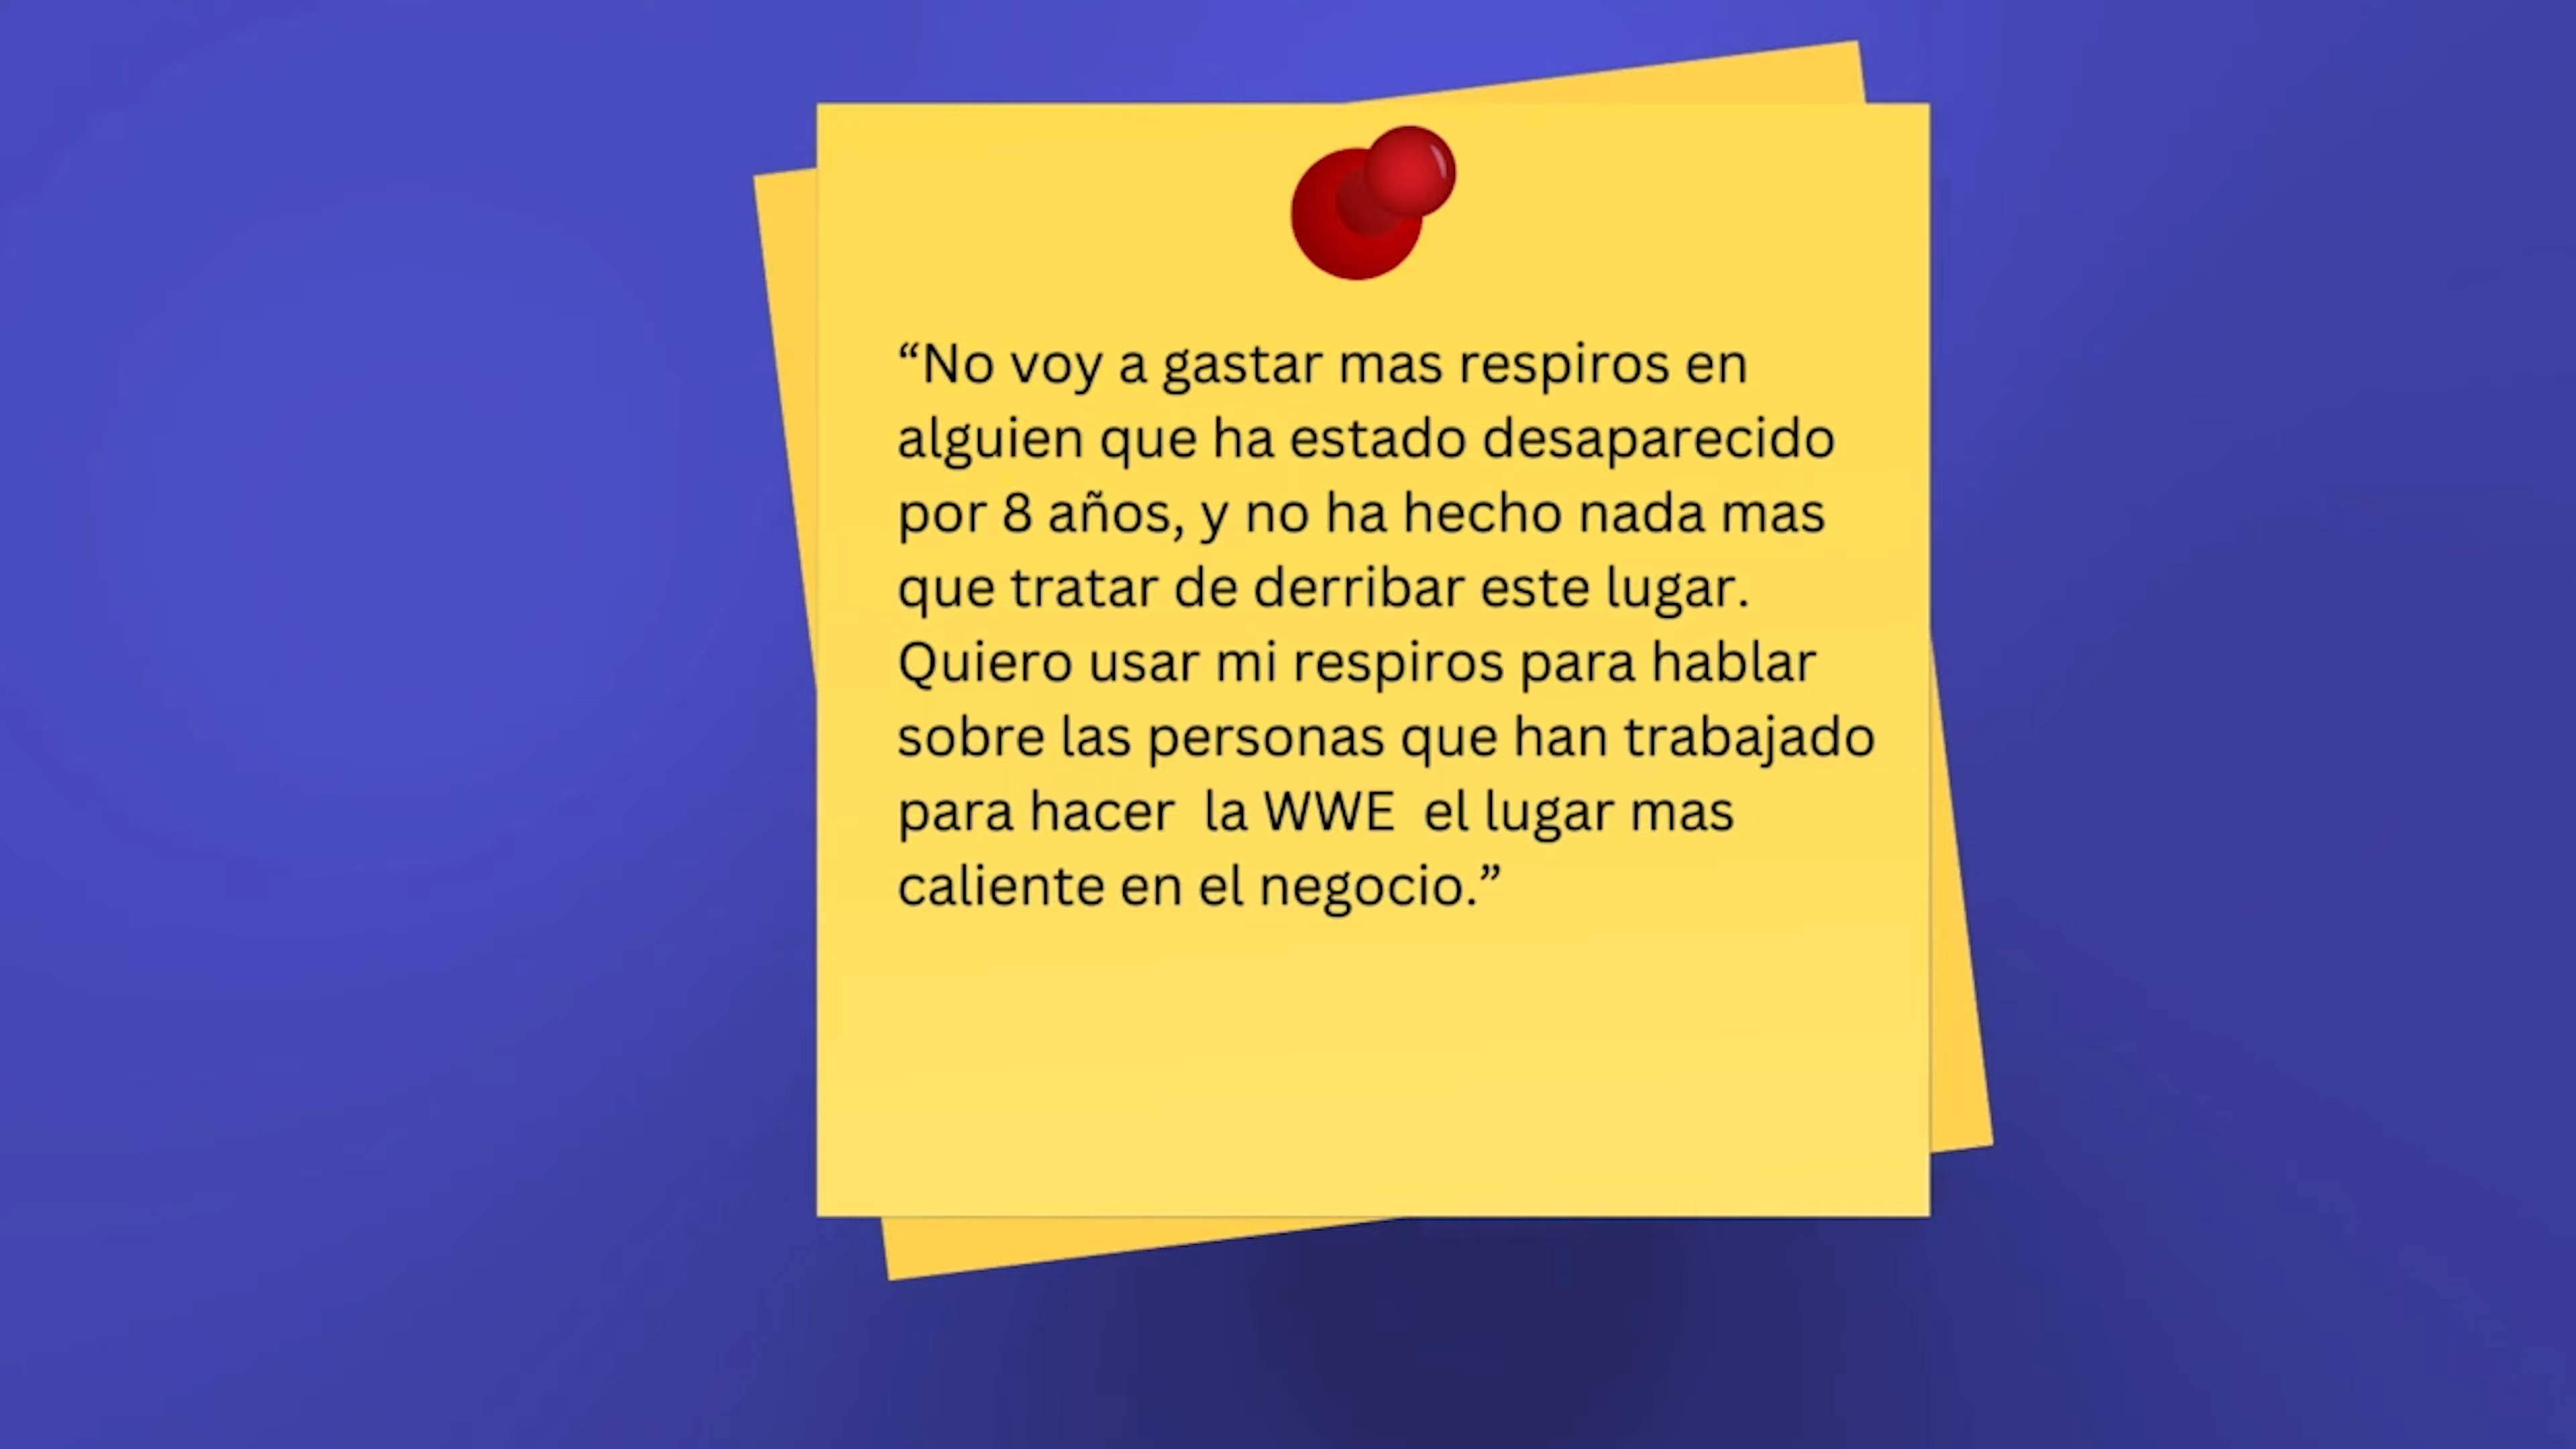 “No voy a gastar mas respiros en
alguien que ha estado desaparecido
por 8 años, y no ha hecho nada mas
que tratar de derribar este lugar.
Quiero usar mi respiros para hablar
sobre las personas que han trabajado
para hacer  la WWE  el lugar mas
caliente en el negocio.”